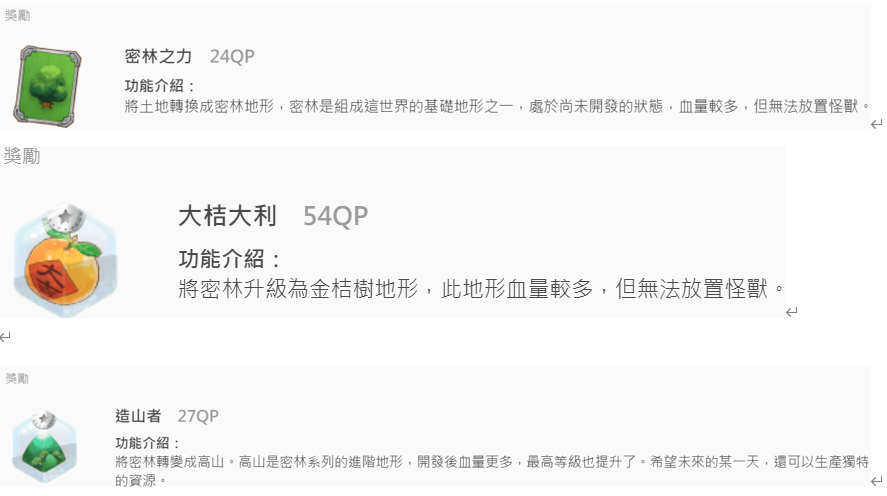 獎勵
密林之力 24QP
功能介紹：
將土地轉換成密林地形，密林是組成這世界的基礎地形之一，處於尚未開發的狀態，血量較多，但無法放置怪獸。
獎勵
大桔大利 54QP
功能介紹：
將密林升級為金桔樹地形，此地形血量較多，但無法放置怪獸。
獎勵
造山者 27QP
功能介紹：
將密林轉變成高山。高山是密林系列的進階地形，開發後血量更多，最高等級也提升了。希望未來的某一天，還可以生產獨特
的資源。